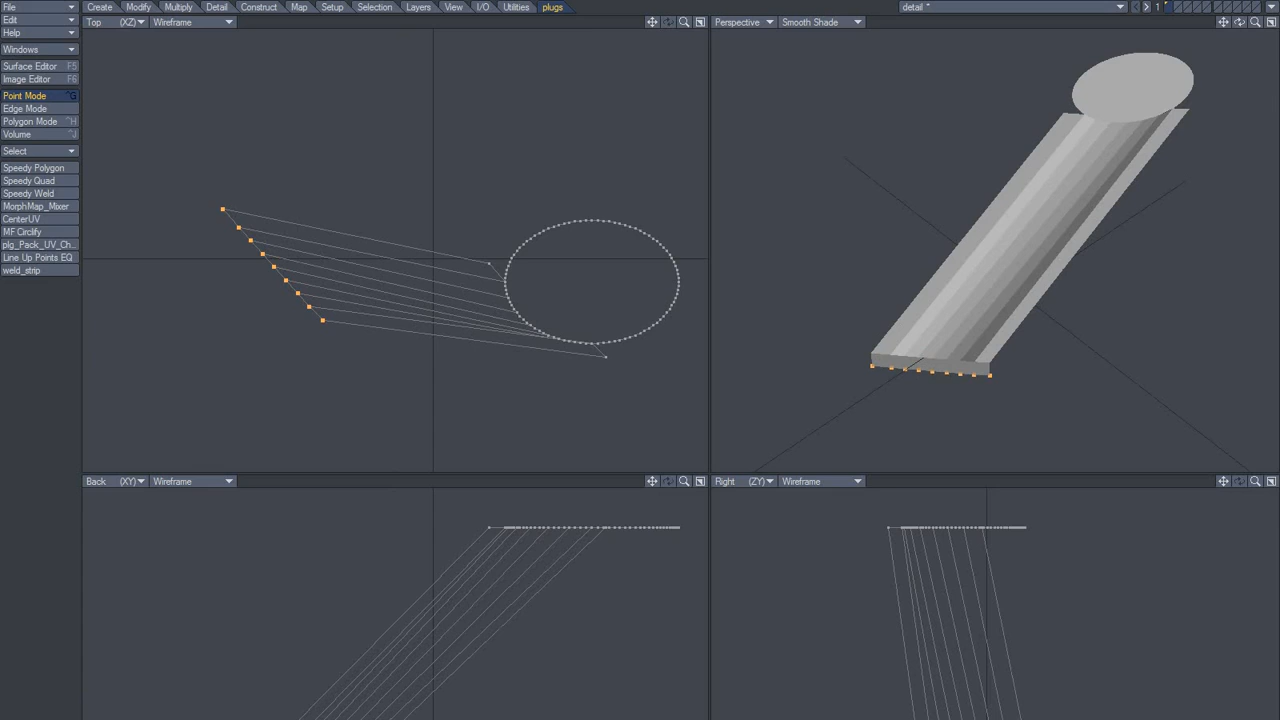 File Create Modify Multiply Detail Construct Map Setup Selection Layers View I/O Utilities plugs detail * 1
Edit
Help
Windows
Surface Editor F5
Image Editor F6
Point Mode ^G
Edge Mode
Polygon Mode ^H
Volume ^J
Select
Speedy Polygon
Speedy Quad
Speedy Weld
MorphMap_Mixer
CenterUV
MF Circlify
plg_Pack_UV_Ch...
Line Up Points EQ
weld_strip
Top (XZ) Wireframe
Perspective Smooth Shade
Back (XY) Wireframe
Right (ZY) Wireframe